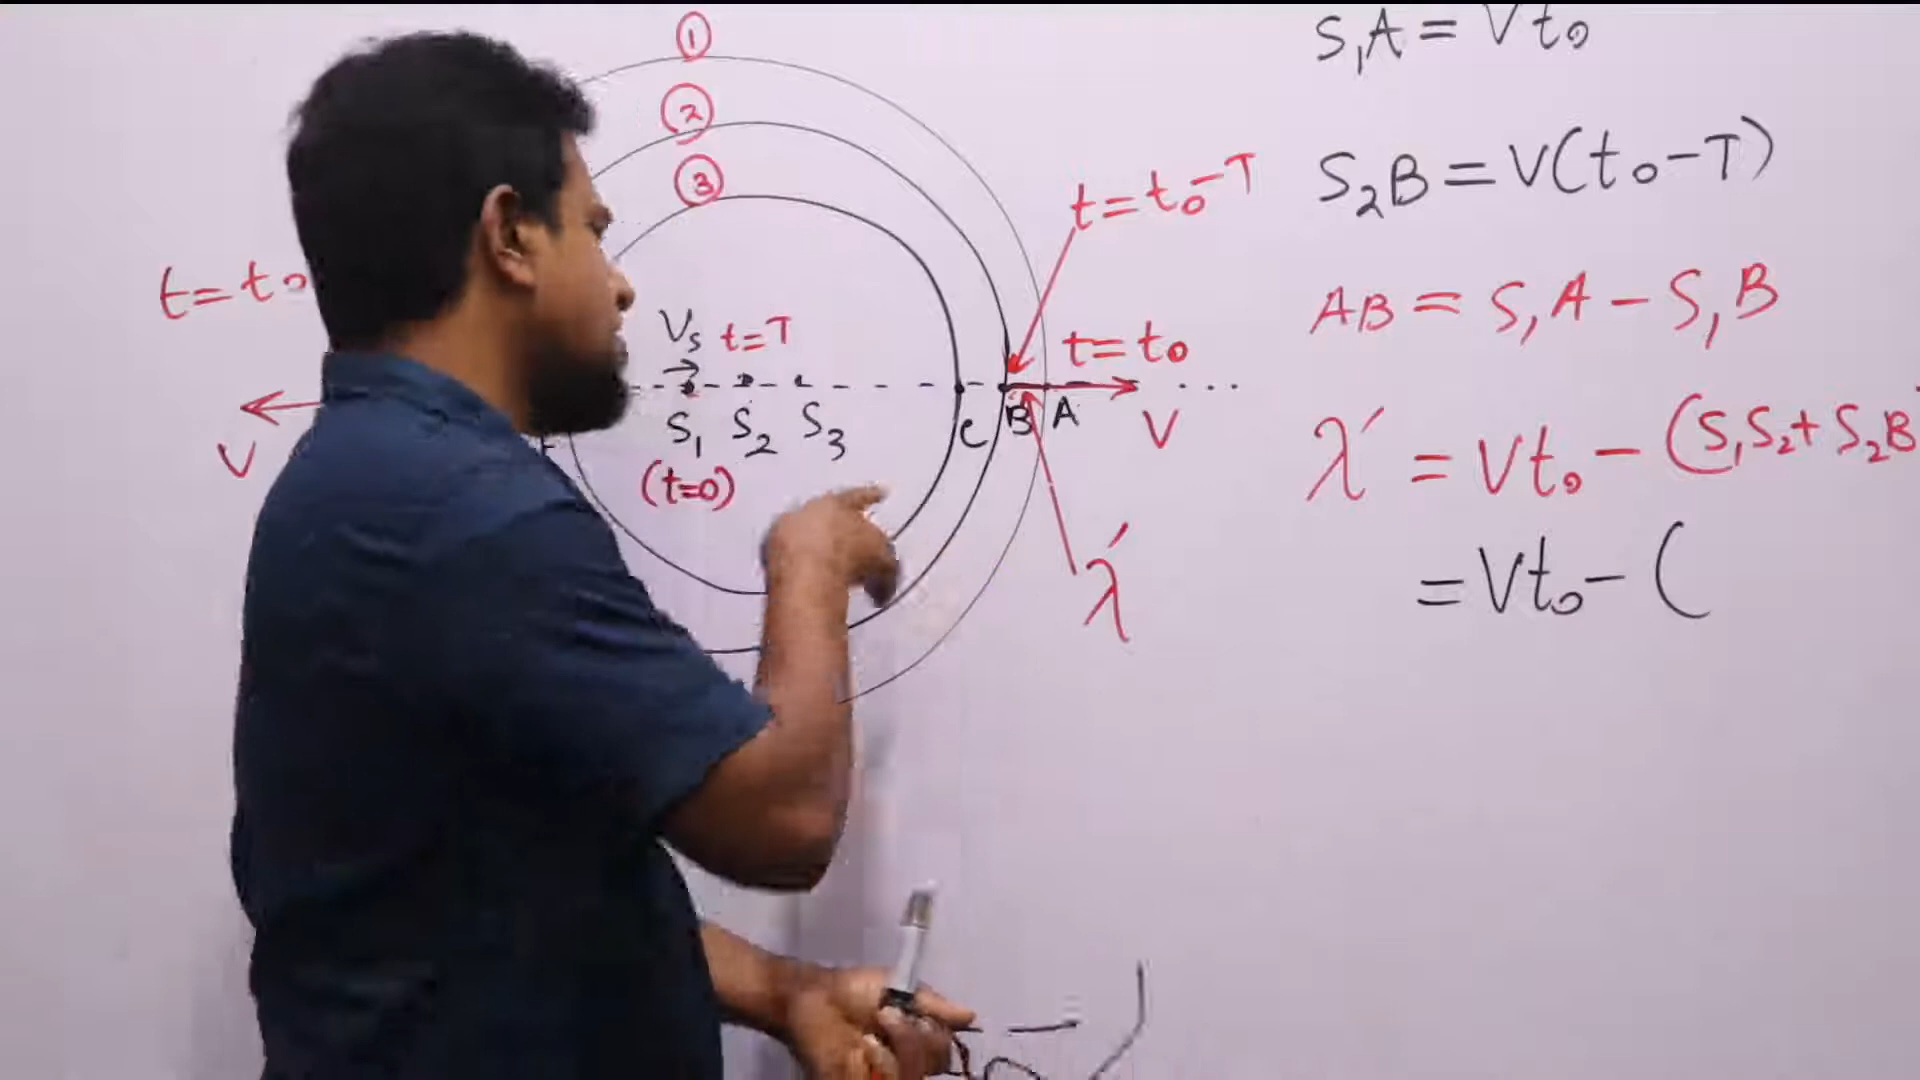 ①
②
③
t=t₀
V
Vₛ t=T
S₁ S₂ S₃
(t=0)
C B A
t=t₀-T
t=t₀
V
λ′
S₁A = Vt₀
S₂B = V(t₀-T)
AB = S₁A - S₁B
λ′ = Vt₀ - (S₁S₂ + S₂B
= Vt₀ - (